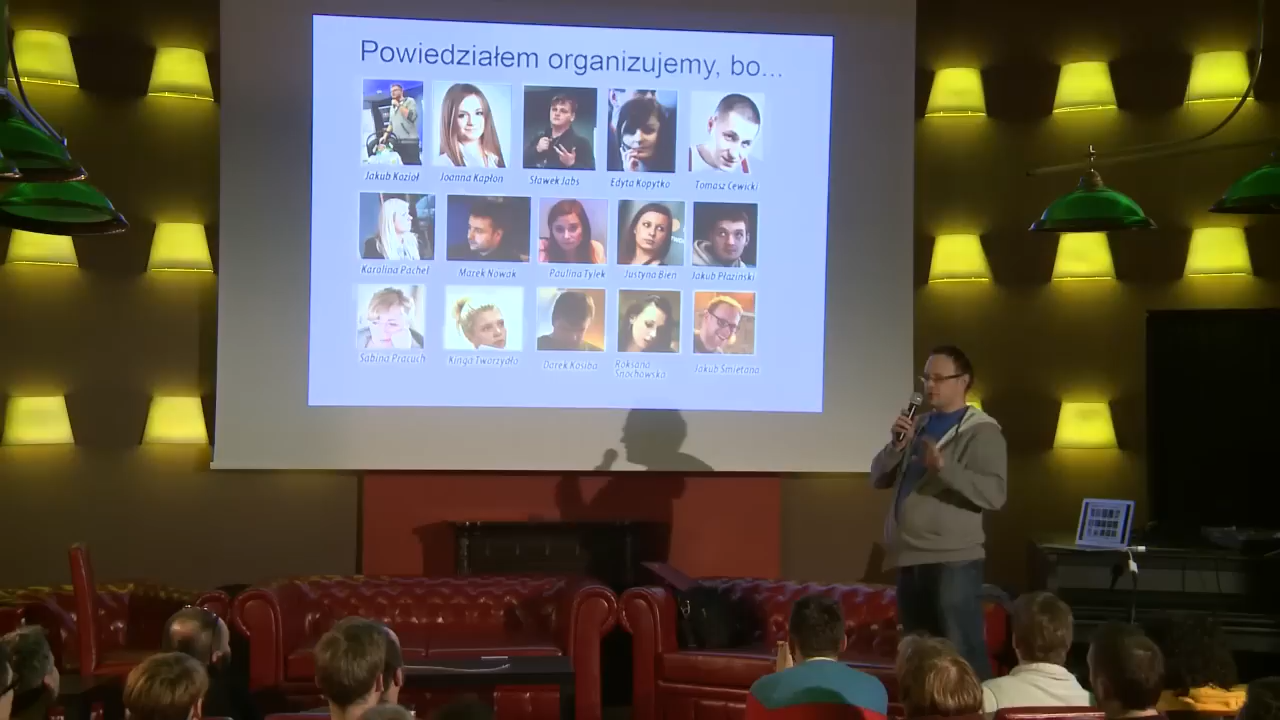 Powiedziałem organizujemy, bo...
Jakub Kozioł
Joanna Kapłon
Sławek Jabs
Edyta Kopytko
Tomasz Cewicki
Karolina Pachel
Marek Nowak
Paulina Tylek
Justyna Bien
Jakub Płaziński
Sabina Pracuch
Kinga Twarzydło
Darek Kosiba
Roksana
Snochowska
Jakub Śmietana